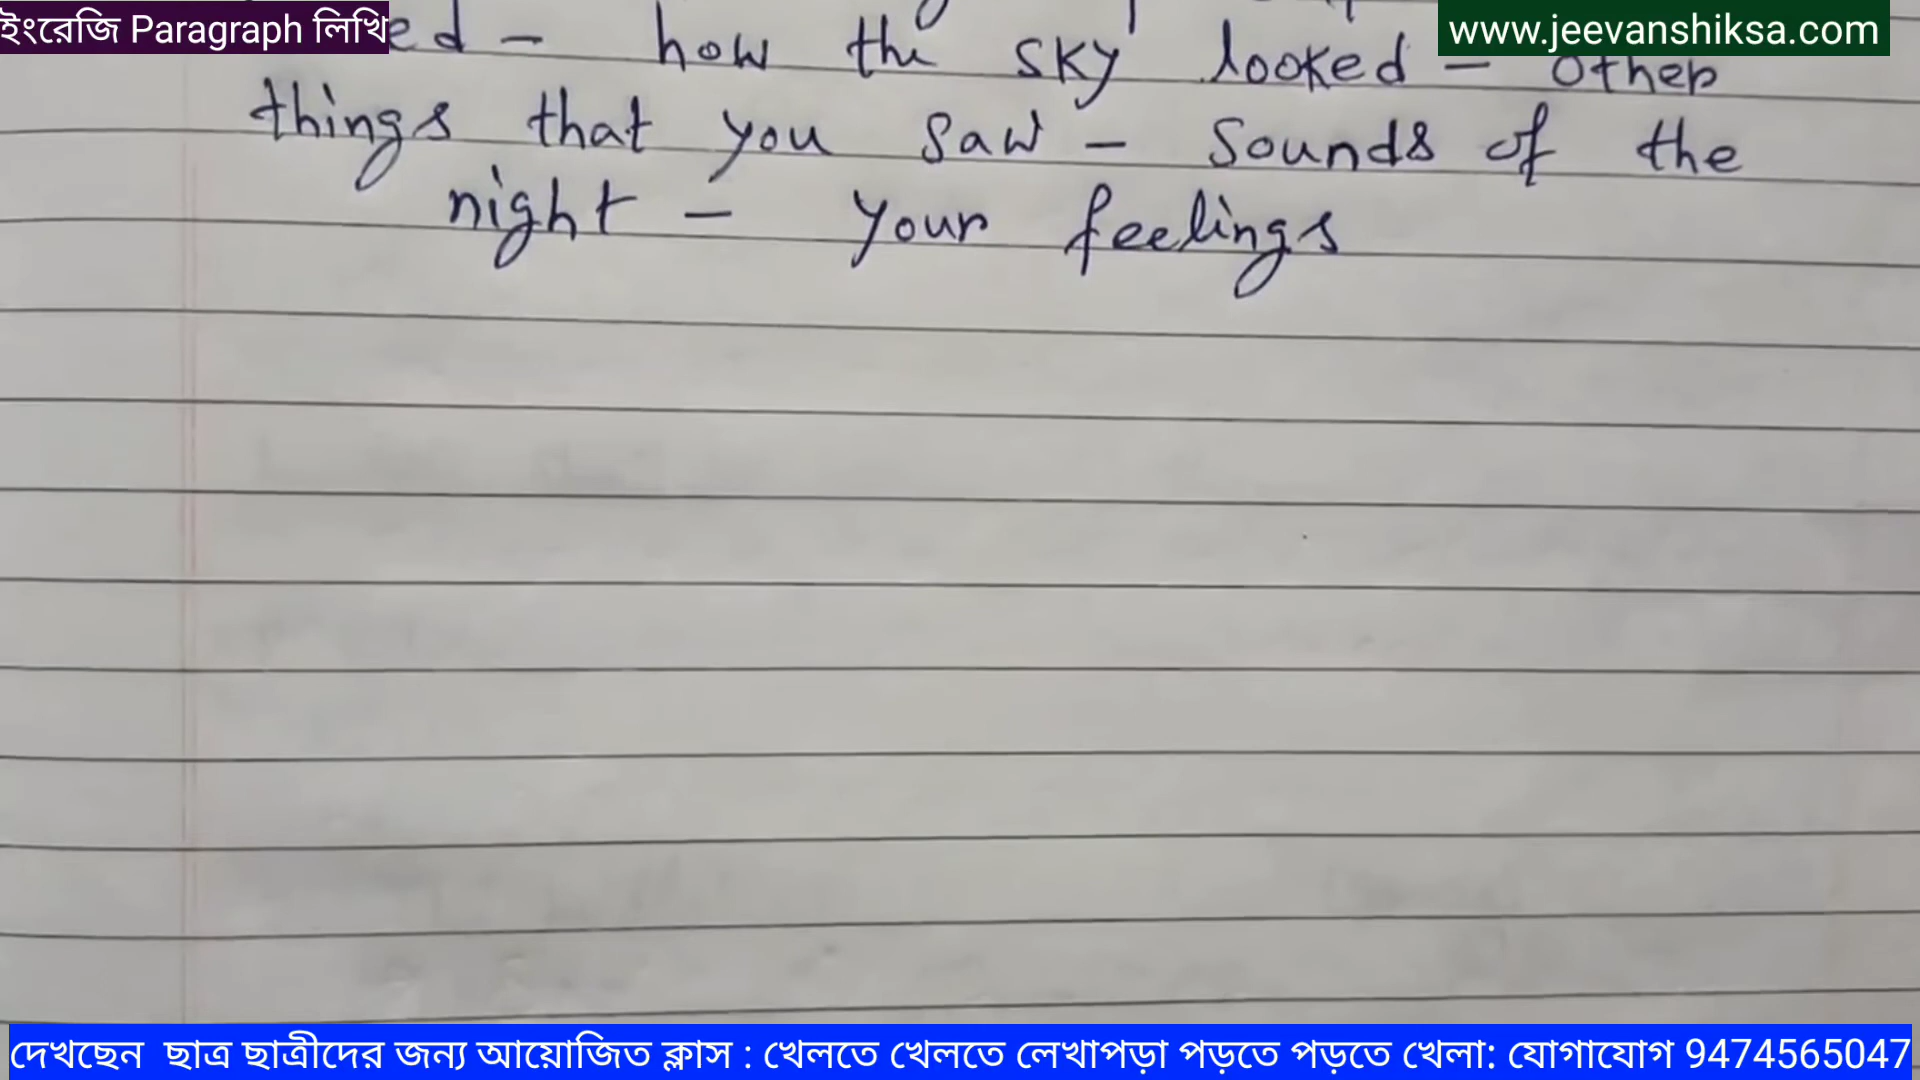 ইংরেজি Paragraph লিখি
www.jeevanshiksa.com
ed - how the sky looked - other
things that you saw - Sounds of the
night - Your feelings
দেখছেন ছাত্র ছাত্রীদের জন্য আয়োজিত ক্লাস : খেলতে খেলতে লেখাপড়া পড়তে পড়তে খেলা: যোগাযোগ 9474565047